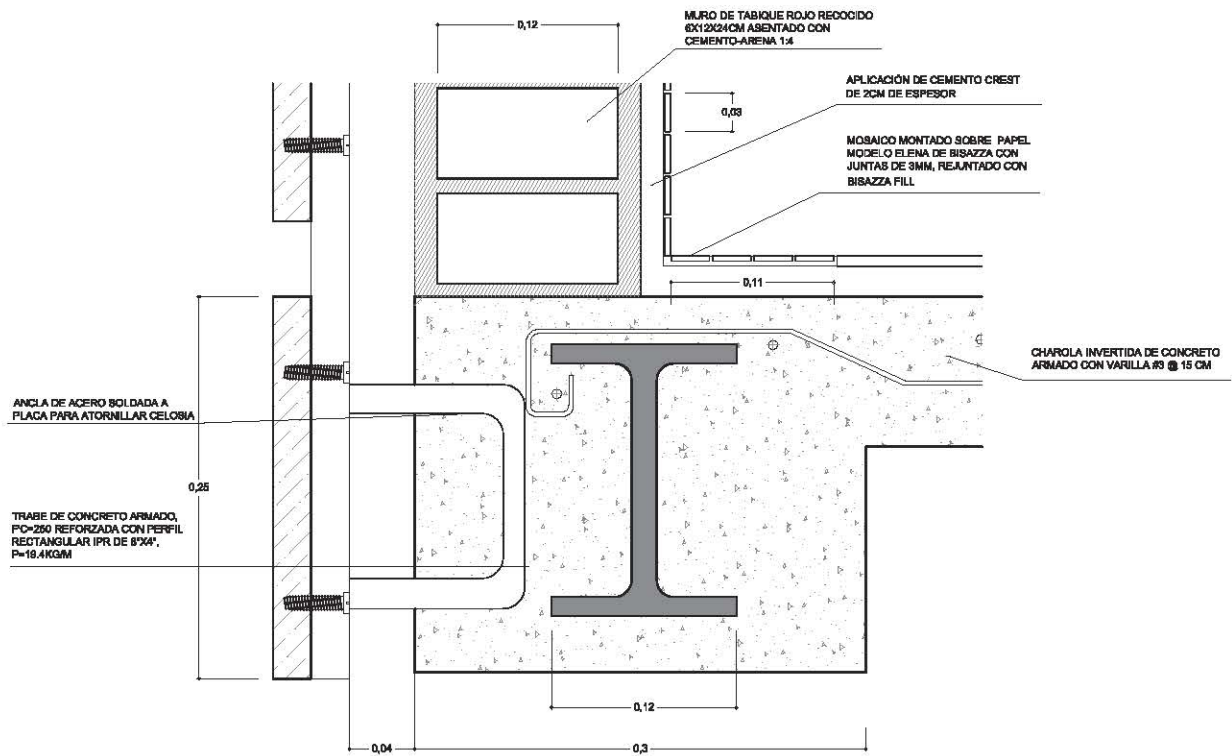 0,12
MURO DE TABIQUE ROJO RECOCIDO
6X12X24CM ASENTADO CON
CEMENTO-ARENA 1:4
APLICACIÓN DE CEMENTO CREST
DE 2CM DE ESPESOR
0,03
MOSAICO MONTADO SOBRE PAPEL
MODELO ELENA DE BISAZZA CON
JUNTAS DE 3MM, REJUNTADO CON
BISAZZA FILL
0,11
CHAROLA INVERTIDA DE CONCRETO
ARMADO CON VARILLA #3 @ 15 CM
ANCLA DE ACERO SOLDADA A
PLACA PARA ATORNILLAR CELOSIA
0,25
TRABE DE CONCRETO ARMADO,
PC=250 REFORZADA CON PERFIL
RECTANGULAR IPR DE 8"X4",
P=19.4KG/M
0,12
0,04
0,3